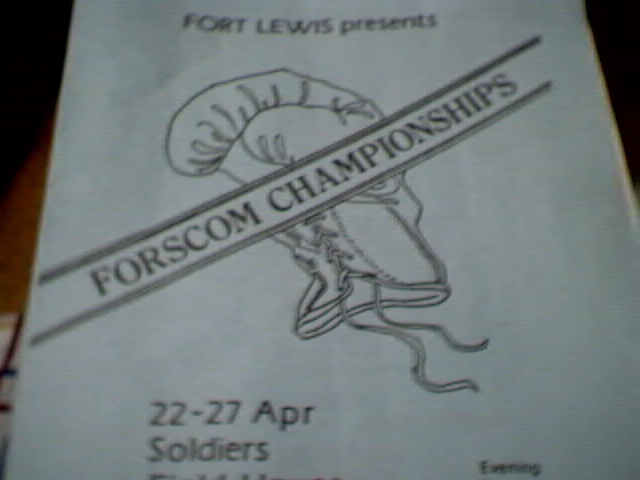 FORT LEWIS presents
FORSCOM CHAMPIONSHIPS
22-27 Apr
Soldiers
Evening